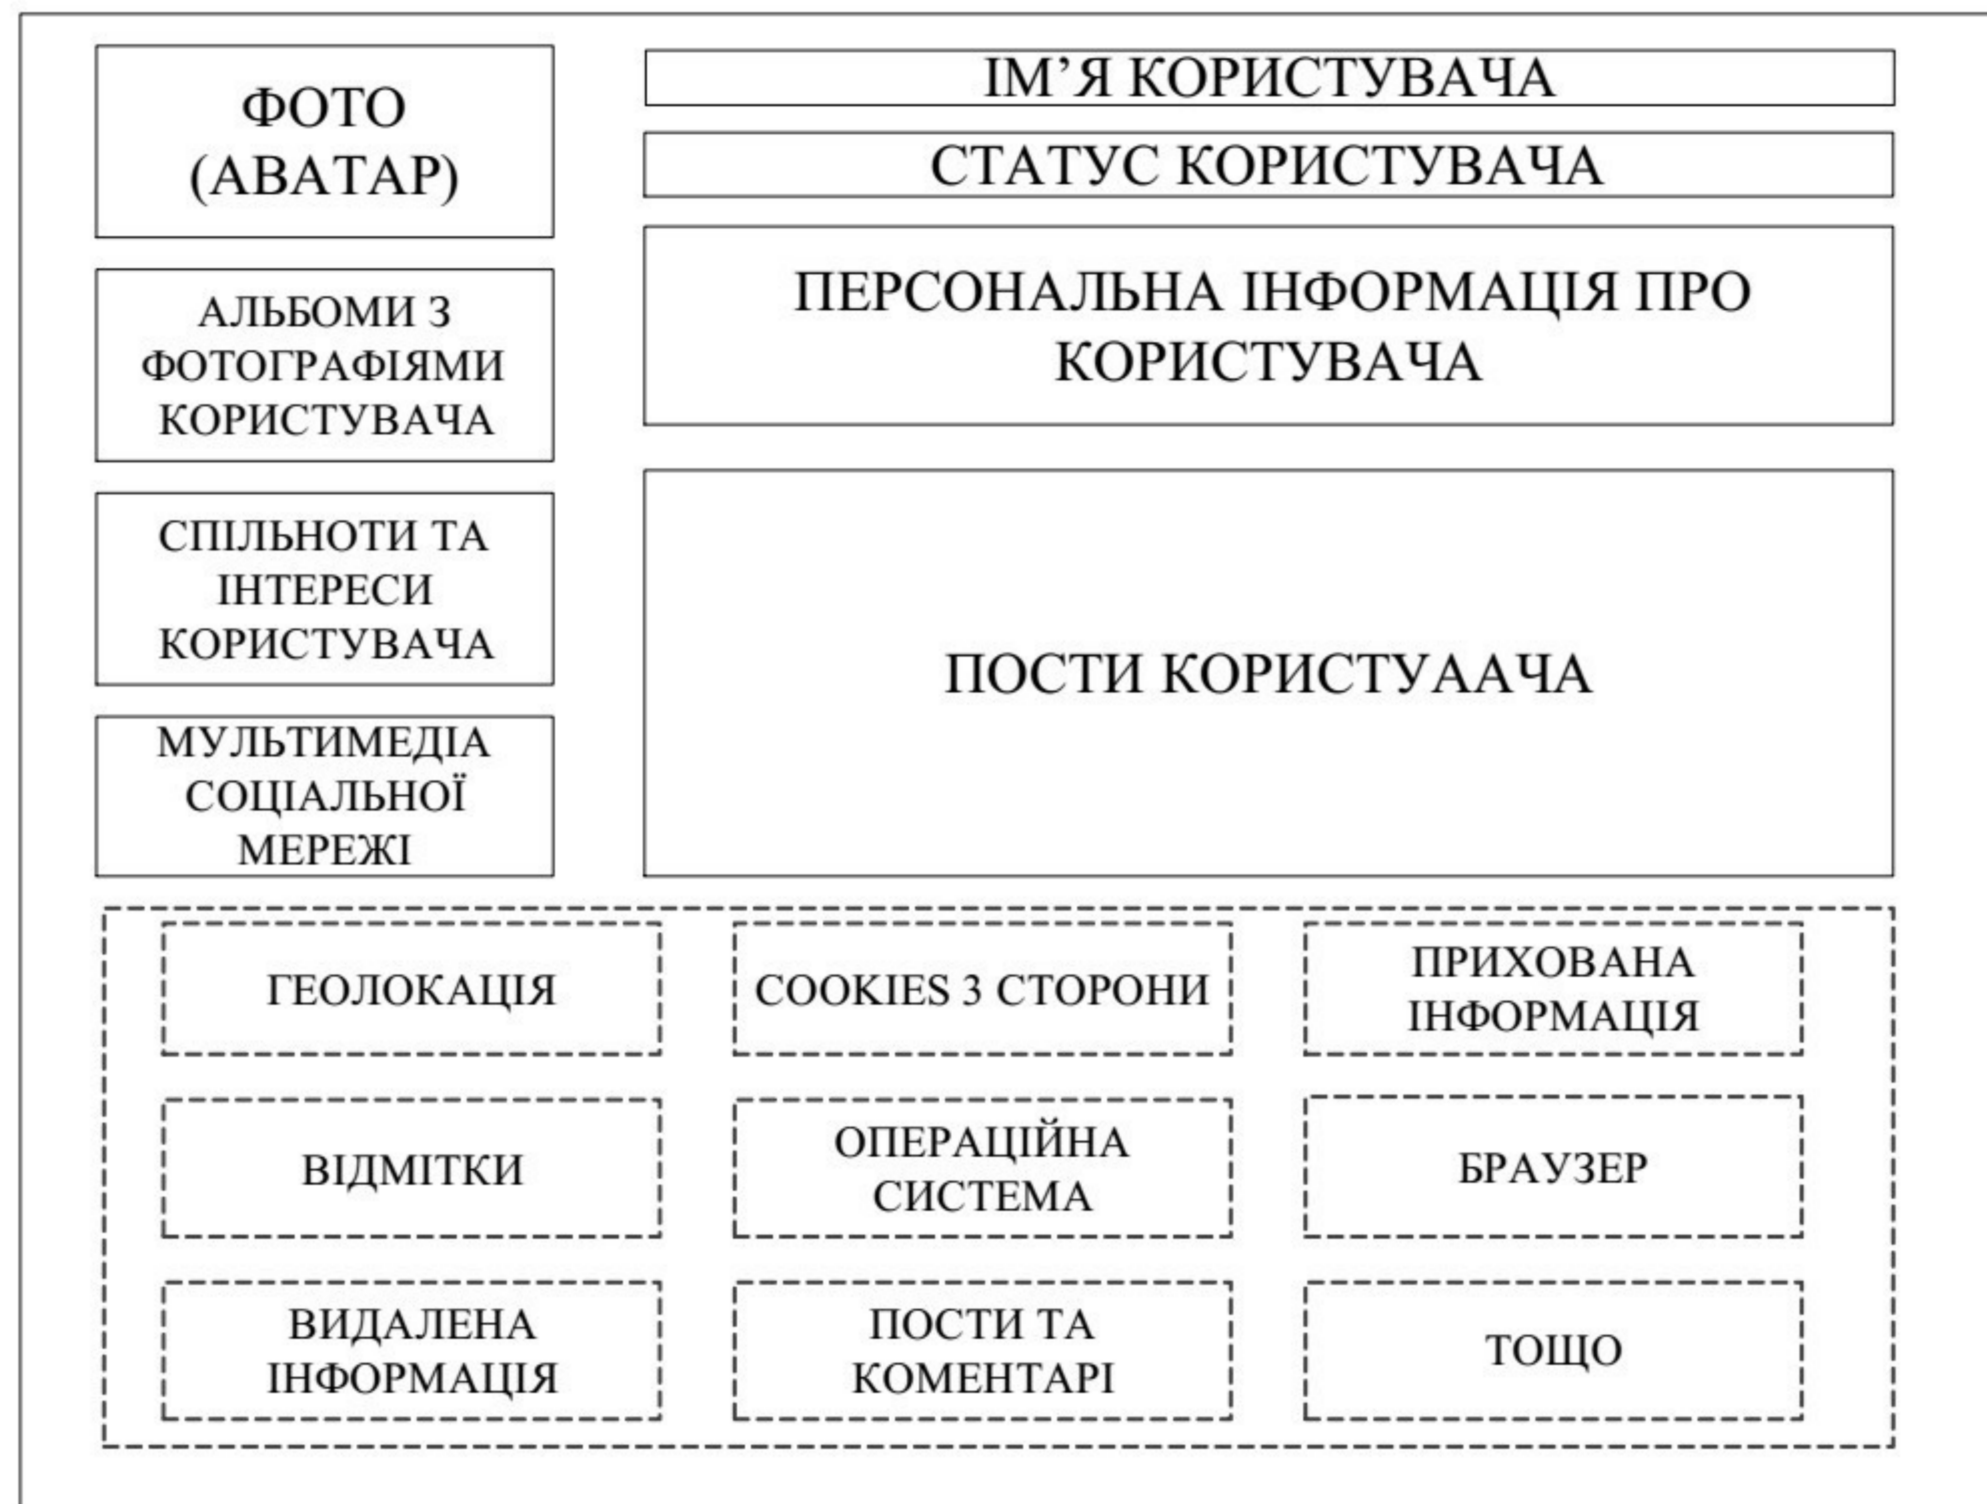 ФОТО
(АВАТАР)
ІМ’Я КОРИСТУВАЧА
СТАТУС КОРИСТУВАЧА
ПЕРСОНАЛЬНА ІНФОРМАЦІЯ ПРО
КОРИСТУВАЧА
АЛЬБОМИ З
ФОТОГРАФІЯМИ
КОРИСТУВАЧА
СПІЛЬНОТИ ТА
ІНТЕРЕСИ
КОРИСТУВАЧА
МУЛЬТИМЕДІА
СОЦІАЛЬНОЇ
МЕРЕЖІ
ПОСТИ КОРИСТУААЧА
ГЕОЛОКАЦІЯ
COOKIES 3 СТОРОНИ
ПРИХОВАНА
ІНФОРМАЦІЯ
ВІДМІТКИ
ОПЕРАЦІЙНА
СИСТЕМА
БРАУЗЕР
ВИДАЛЕНА
ІНФОРМАЦІЯ
ПОСТИ ТА
КОМЕНТАРІ
ТОЩО